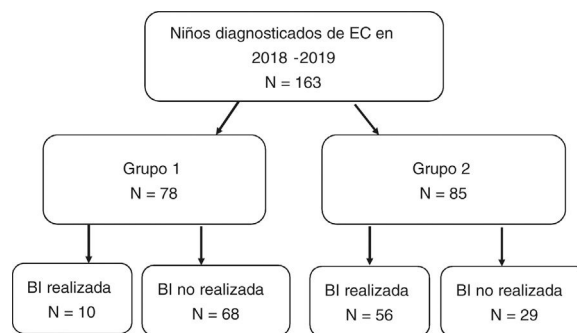 Niños diagnosticados de EC en
2018 -2019
N = 163
Grupo 1
N = 78
Grupo 2
N = 85
BI realizada
N = 10
BI no realizada
N = 68
BI realizada
N = 56
BI no realizada
N = 29